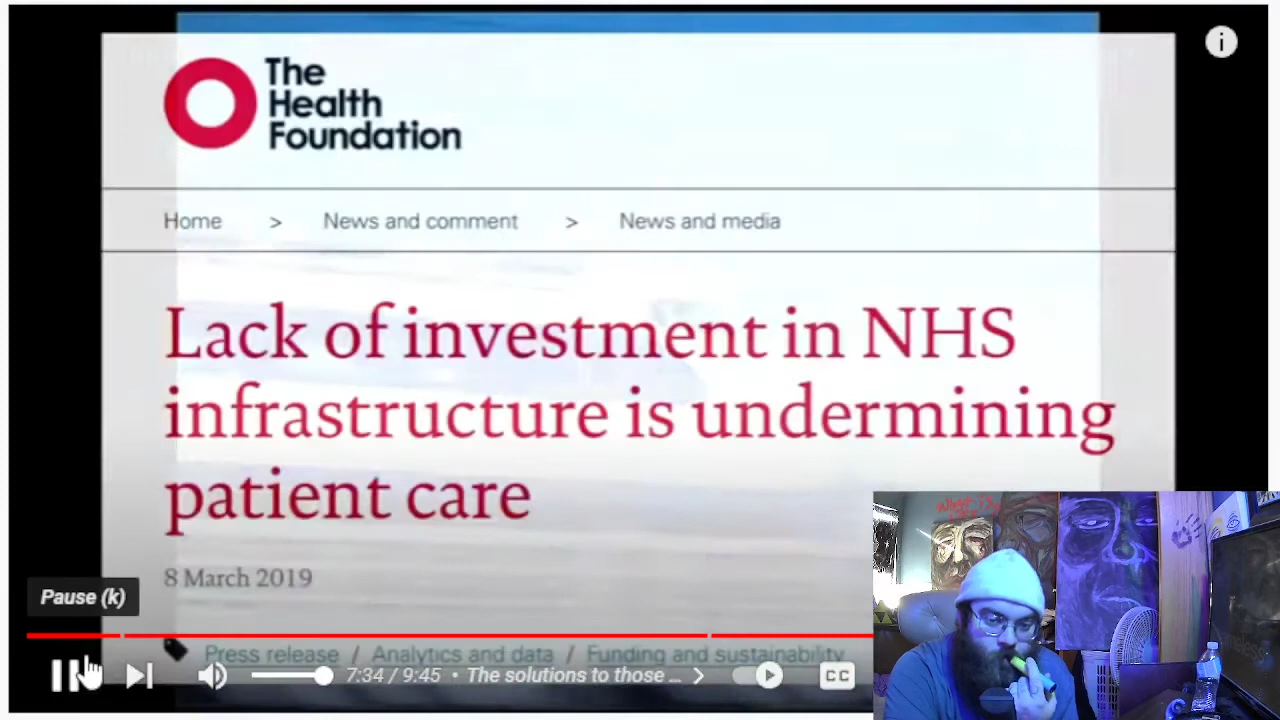 The
Health
Foundation
Home > News and comment > News and media
Lack of investment in NHS
infrastructure is undermining
patient care
8 March 2019
Pause (k)
Press release / Analytics and data / Funding and sustainability
7:34 / 9:45 • The solutions to those ... >
CC
WHAT IS